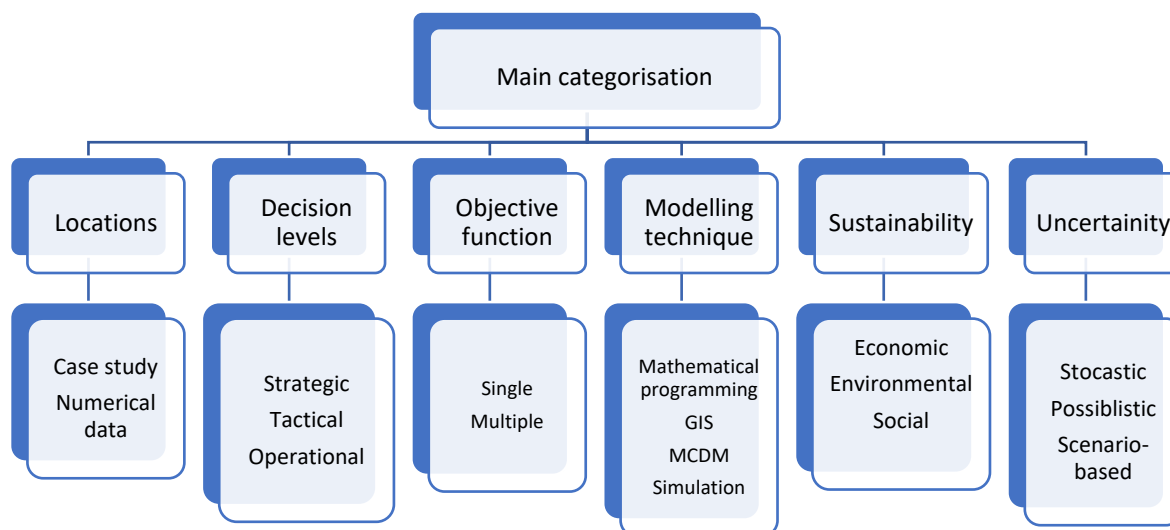 Main categorisation
Locations
Decision
levels
Objective
function
Modelling
technique
Sustainability
Uncertainity
Case study
Numerical
data
Strategic
Tactical
Operational
Single
Multiple
Mathematical
programming
GIS
MCDM
Simulation
Economic
Environmental
Social
Stocastic
Possiblistic
Scenario-
based